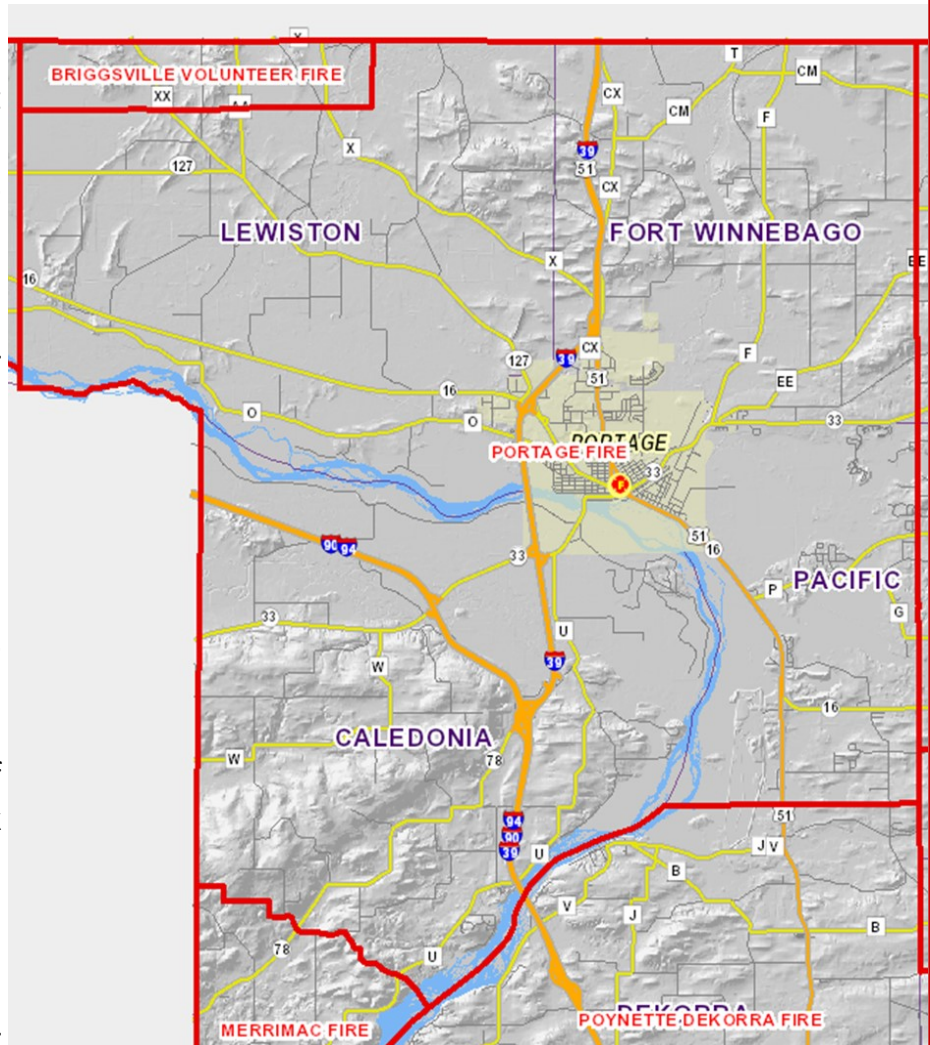 X
BRIGGSVILLE VOLUNTEER FIRE
T
CM
XX
CX
CM
F
X
39
127
51
CX
LEWISTON
FORT WINNEBAGO
X
EE
16
CX
F
127
39
51
EE
16
O
O
33
PORTAGE
PORTAGE FIRE
33
51
90 94
33
16
PACIFIC
P
G
33
U
W
39
16
CALEDONIA
W
78
94
51
90
39
U
JV
B
V
J
B
78
U
DEKORRA
MERRIMAC FIRE
POYNETTE DEKORRA FIRE